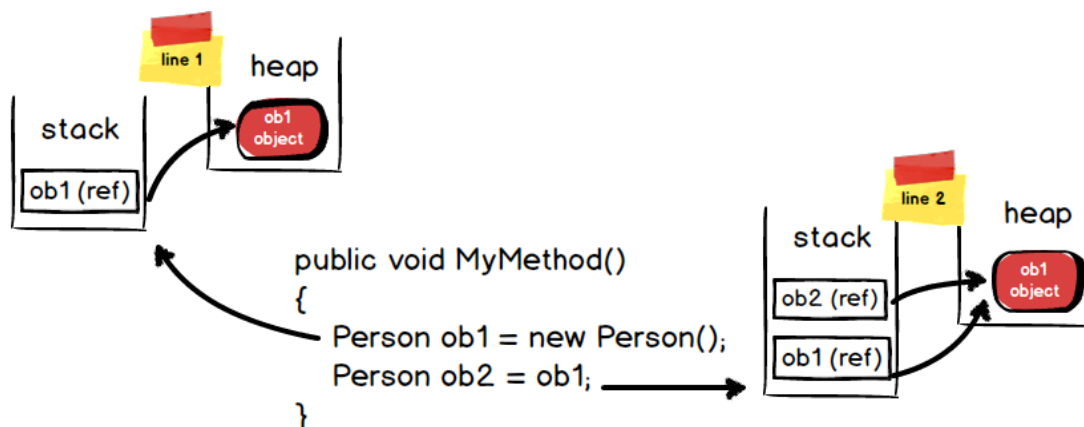 line 1
heap
ob1
object
stack
ob1 (ref)
public void MyMethod()
{
Person ob1 = new Person();
Person ob2 = ob1;
}
line 2
heap
stack
ob1
object
ob2 (ref)
ob1 (ref)